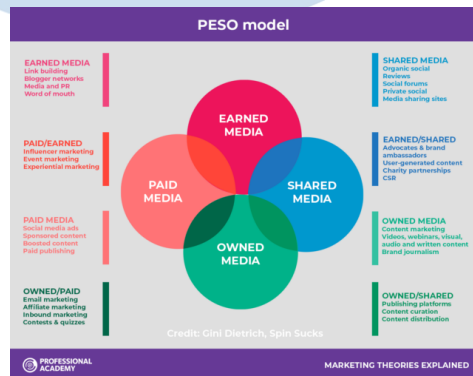 PESO model
EARNED MEDIA
Link building
Blogger networks
Media and PR
Word of mouth
PAID/EARNED
Influencer marketing
Event marketing
Experiential marketing
PAID MEDIA
Social media ads
Sponsored content
Boosted content
Paid publishing
OWNED/PAID
Email marketing
Affiliate marketing
Inbound marketing
Contests & quizzes
EARNED
MEDIA
PAID
MEDIA
SHARED
MEDIA
OWNED
MEDIA
SHARED MEDIA
Organic social
Reviews
Social forums
Private social
Media sharing sites
EARNED/SHARED
Advocates & brand
ambassadors
User-generated content
Charity partnerships
CSR
OWNED MEDIA
Content marketing
Videos, webinars, visual,
audio and written content
Brand journalism
OWNED/SHARED
Publishing platforms
Content curation
Content distribution
Credit: Gini Dietrich, Spin Sucks
PROFESSIONAL
ACADEMY
MARKETING THEORIES EXPLAINED